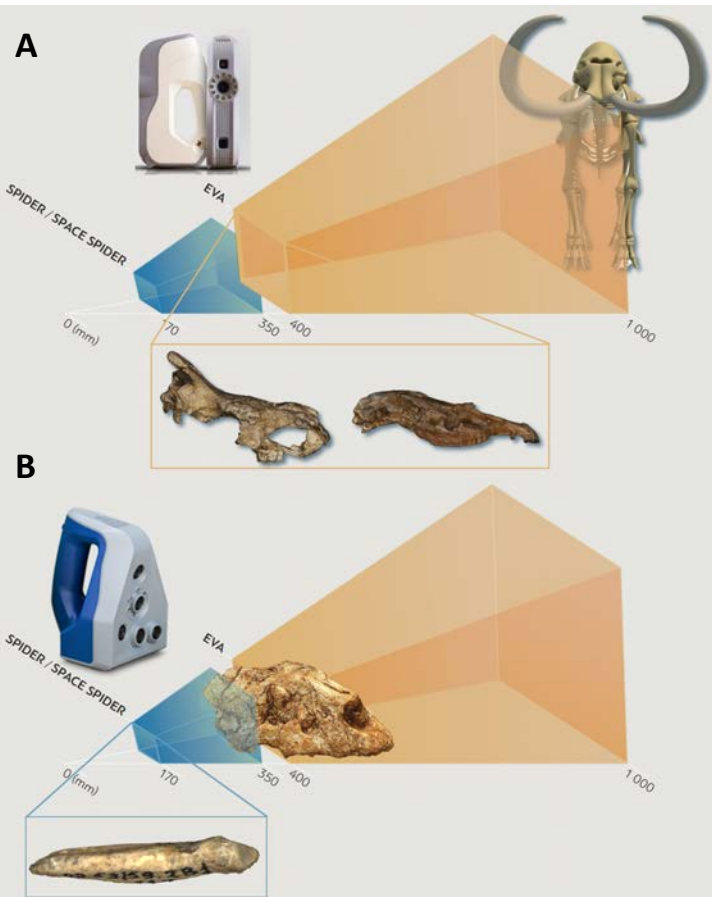 A
EVA
SPIDER / SPACE SPIDER
0 (mm)
170
350
400
1 000
B
EVA
SPIDER / SPACE SPIDER
0 (mm)
170
350
400
1 000